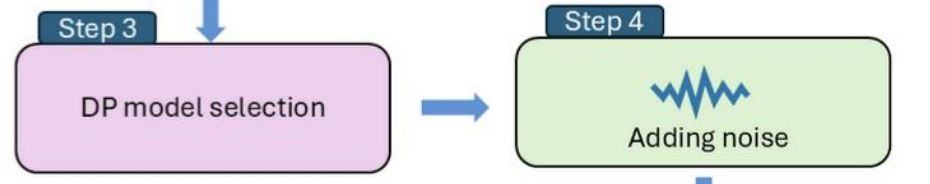 Step 3
DP model selection
Step 4
Adding noise